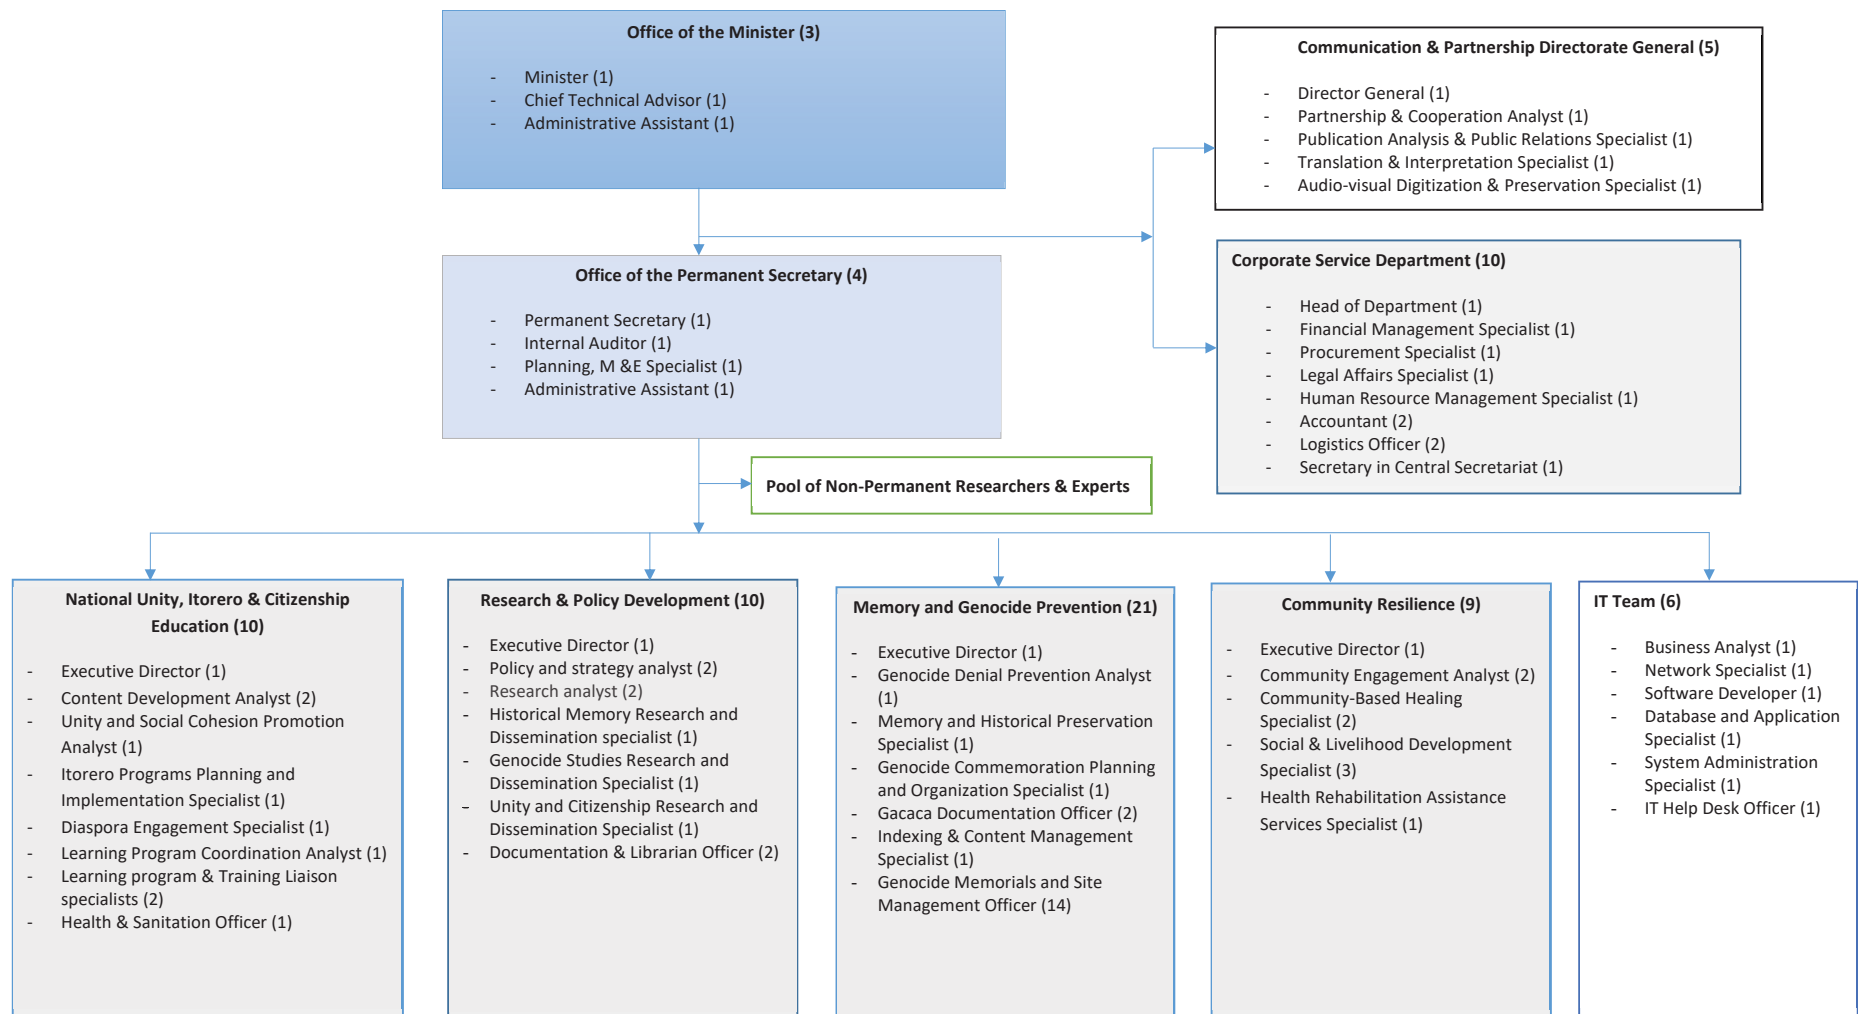 Office of the Minister (3)
- Minister (1)
- Chief Technical Advisor (1)
- Administrative Assistant (1)
Communication & Partnership Directorate General (5)
- Director General (1)
- Partnership & Cooperation Analyst (1)
- Publication Analysis & Public Relations Specialist (1)
- Translation & Interpretation Specialist (1)
- Audio-visual Digitization & Preservation Specialist (1)
Office of the Permanent Secretary (4)
- Permanent Secretary (1)
- Internal Auditor (1)
- Planning, M &E Specialist (1)
- Administrative Assistant (1)
Corporate Service Department (10)
- Head of Department (1)
- Financial Management Specialist (1)
- Procurement Specialist (1)
- Legal Affairs Specialist (1)
- Human Resource Management Specialist (1)
- Accountant (2)
- Logistics Officer (2)
- Secretary in Central Secretariat (1)
Pool of Non-Permanent Researchers & Experts
National Unity, Itorero & Citizenship
Education (10)
- Executive Director (1)
- Content Development Analyst (2)
- Unity and Social Cohesion Promotion
Analyst (1)
- Itorero Programs Planning and
Implementation Specialist (1)
- Diaspora Engagement Specialist (1)
- Learning Program Coordination Analyst (1)
- Learning program & Training Liaison
specialists (2)
- Health & Sanitation Officer (1)
Research & Policy Development (10)
- Executive Director (1)
- Policy and strategy analyst (2)
- Research analyst (2)
- Historical Memory Research and
Dissemination specialist (1)
- Genocide Studies Research and
Dissemination Specialist (1)
- Unity and Citizenship Research and
Dissemination Specialist (1)
- Documentation & Librarian Officer (2)
Memory and Genocide Prevention (21)
- Executive Director (1)
- Genocide Denial Prevention Analyst
(1)
- Memory and Historical Preservation
Specialist (1)
- Genocide Commemoration Planning
and Organization Specialist (1)
- Gacaca Documentation Officer (2)
- Indexing & Content Management
Specialist (1)
- Genocide Memorials and Site
Management Officer (14)
Community Resilience (9)
- Executive Director (1)
- Community Engagement Analyst (2)
- Community-Based Healing
Specialist (2)
- Social & Livelihood Development
Specialist (3)
- Health Rehabilitation Assistance
Services Specialist (1)
IT Team (6)
- Business Analyst (1)
- Network Specialist (1)
- Software Developer (1)
- Database and Application
Specialist (1)
- System Administration
Specialist (1)
- IT Help Desk Officer (1)